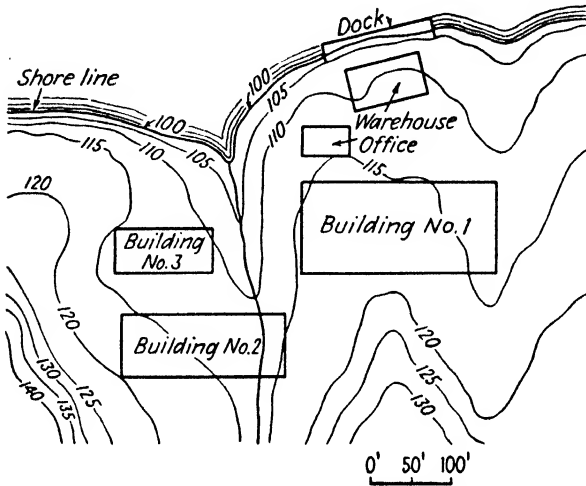 Dock
Shore line
100
100
105
110
115
110
105
120
Warehouse
Office
115
Building No.1
Building
No.3
120
Building No.2
120
125
130
130
125
135
140
0' 50' 100'